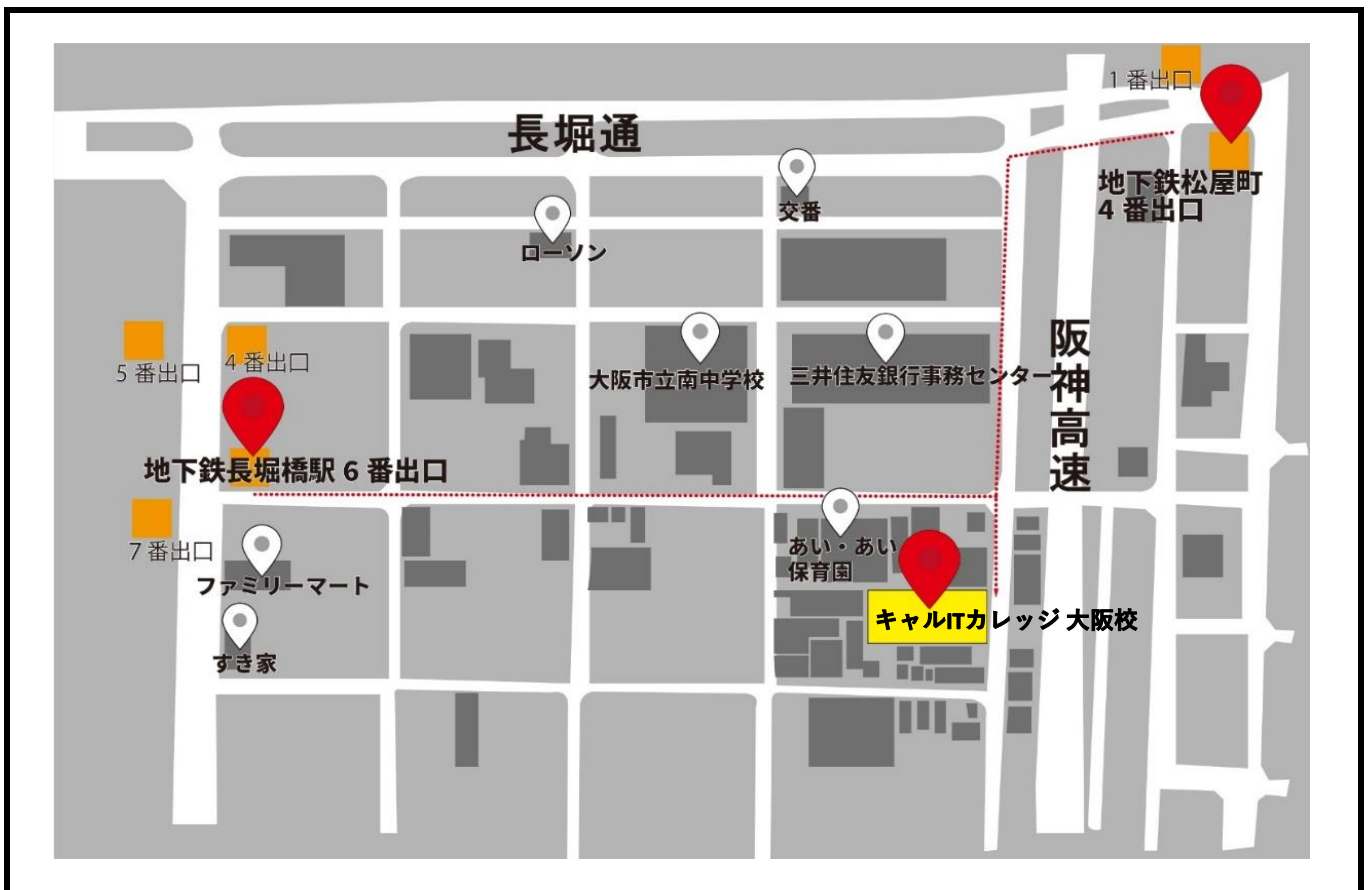 1 番出口
長堀通
地下鉄松屋町
4 番出口
交番
ローソン
阪神高速
5 番出口
4 番出口
大阪市立南中学校
三井住友銀行事務センター
地下鉄長堀橋駅 6 番出口
7 番出口
あい・あい
保育園
ファミリーマート
キャルITカレッジ 大阪校
すき家